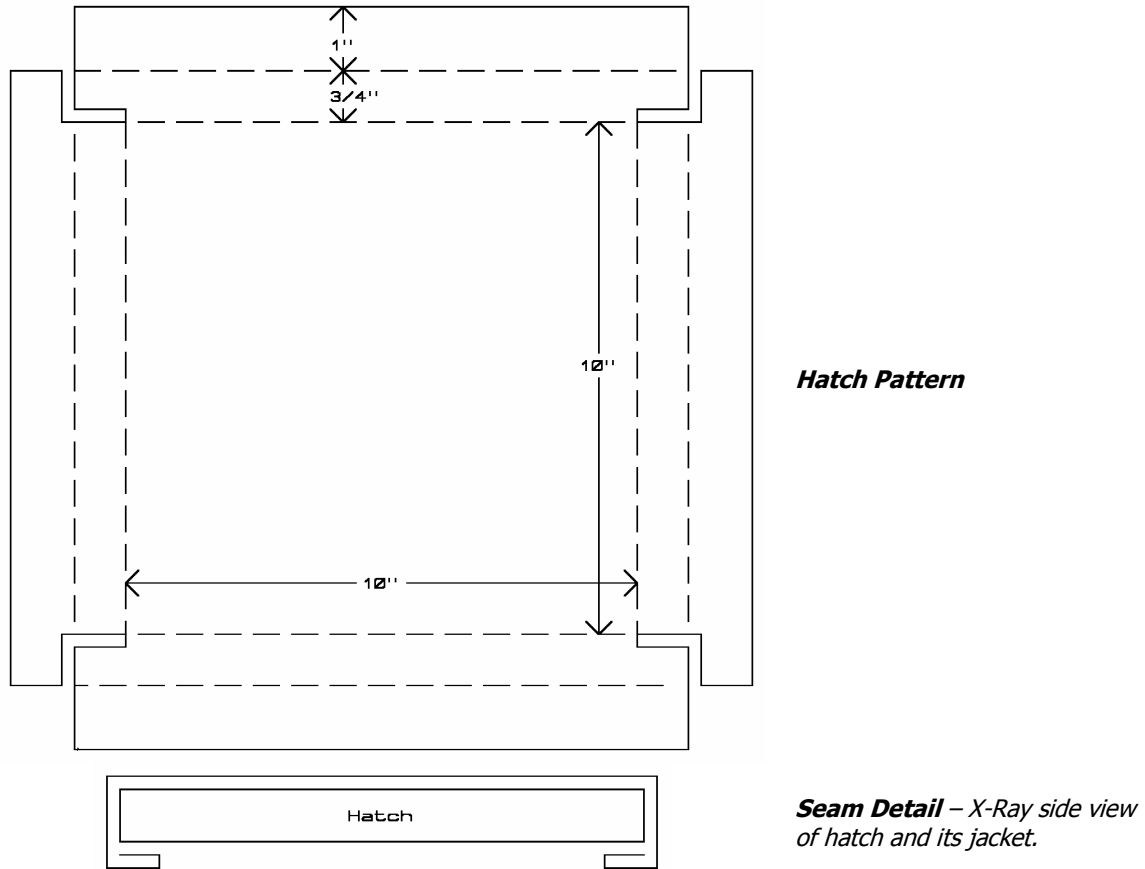 1''
3/4''
10''
Hatch Pattern
10''
Hatch
Seam Detail – X-Ray side view
of hatch and its jacket.